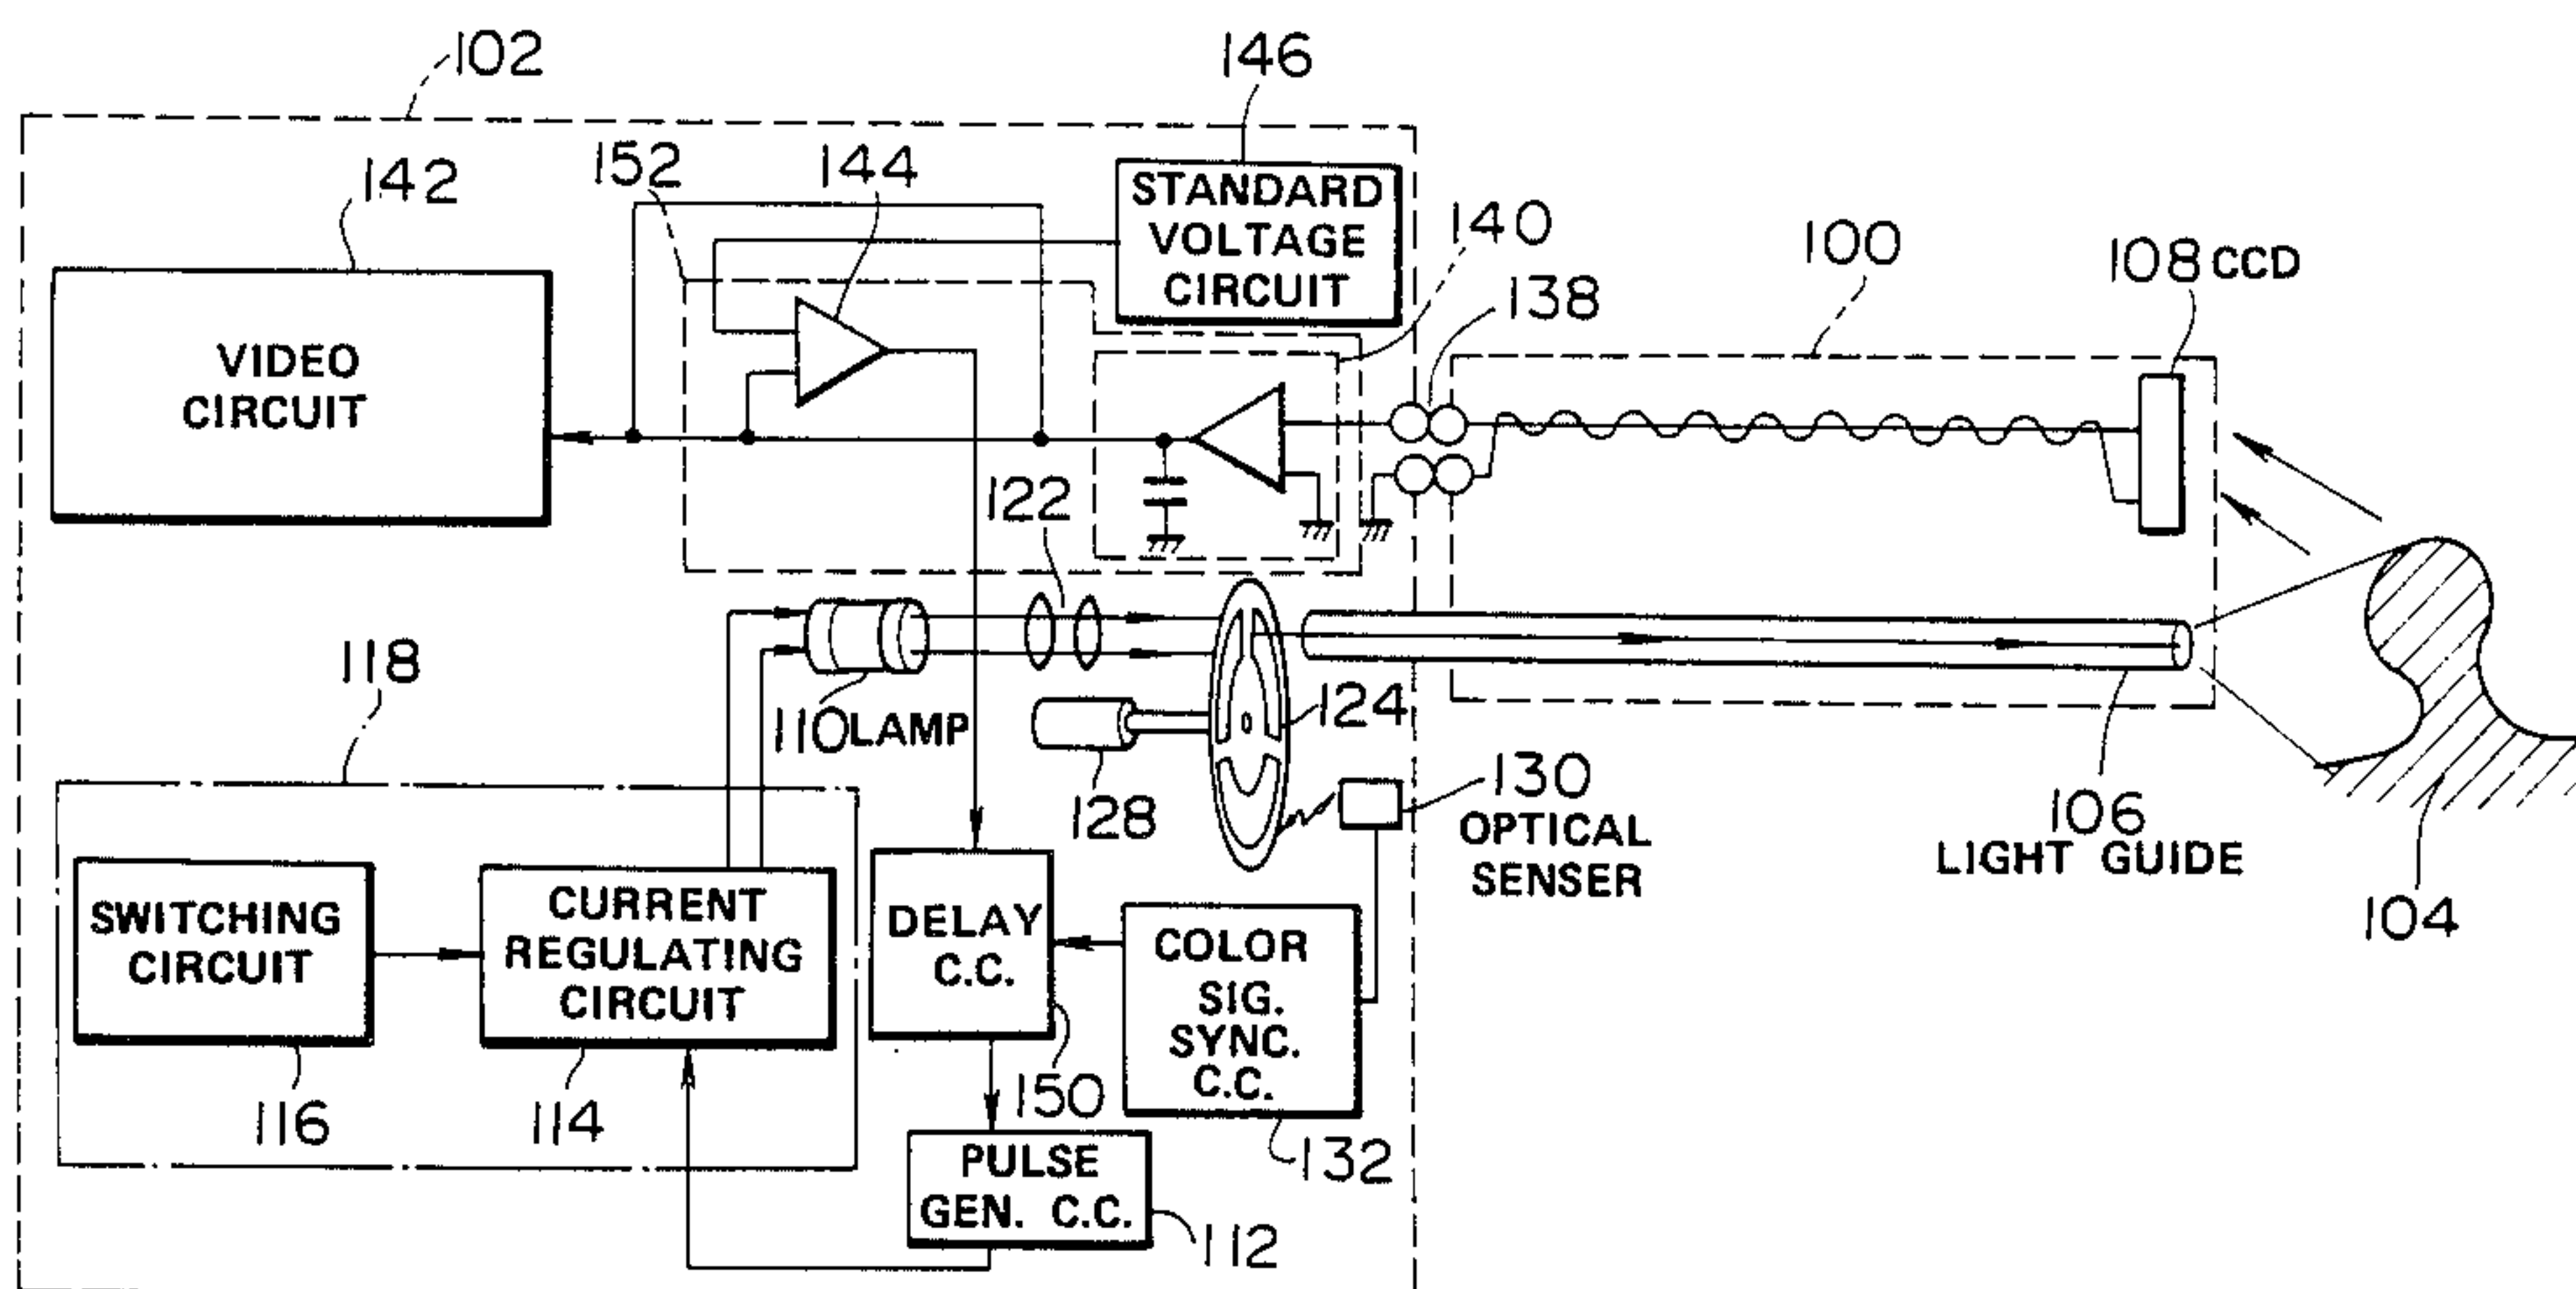 102
146
152
144
142
STANDARD
VOLTAGE
CIRCUIT
140
138
100
108 CCD
VIDEO
CIRCUIT
122
118
110 LAMP
124
128
130
OPTICAL
SENSER
106
LIGHT GUIDE
104
SWITCHING
CIRCUIT
CURRENT
REGULATING
CIRCUIT
DELAY
C.C.
COLOR
SIG.
SYNC.
C.C.
116
114
150
132
PULSE
GEN. C.C.
112